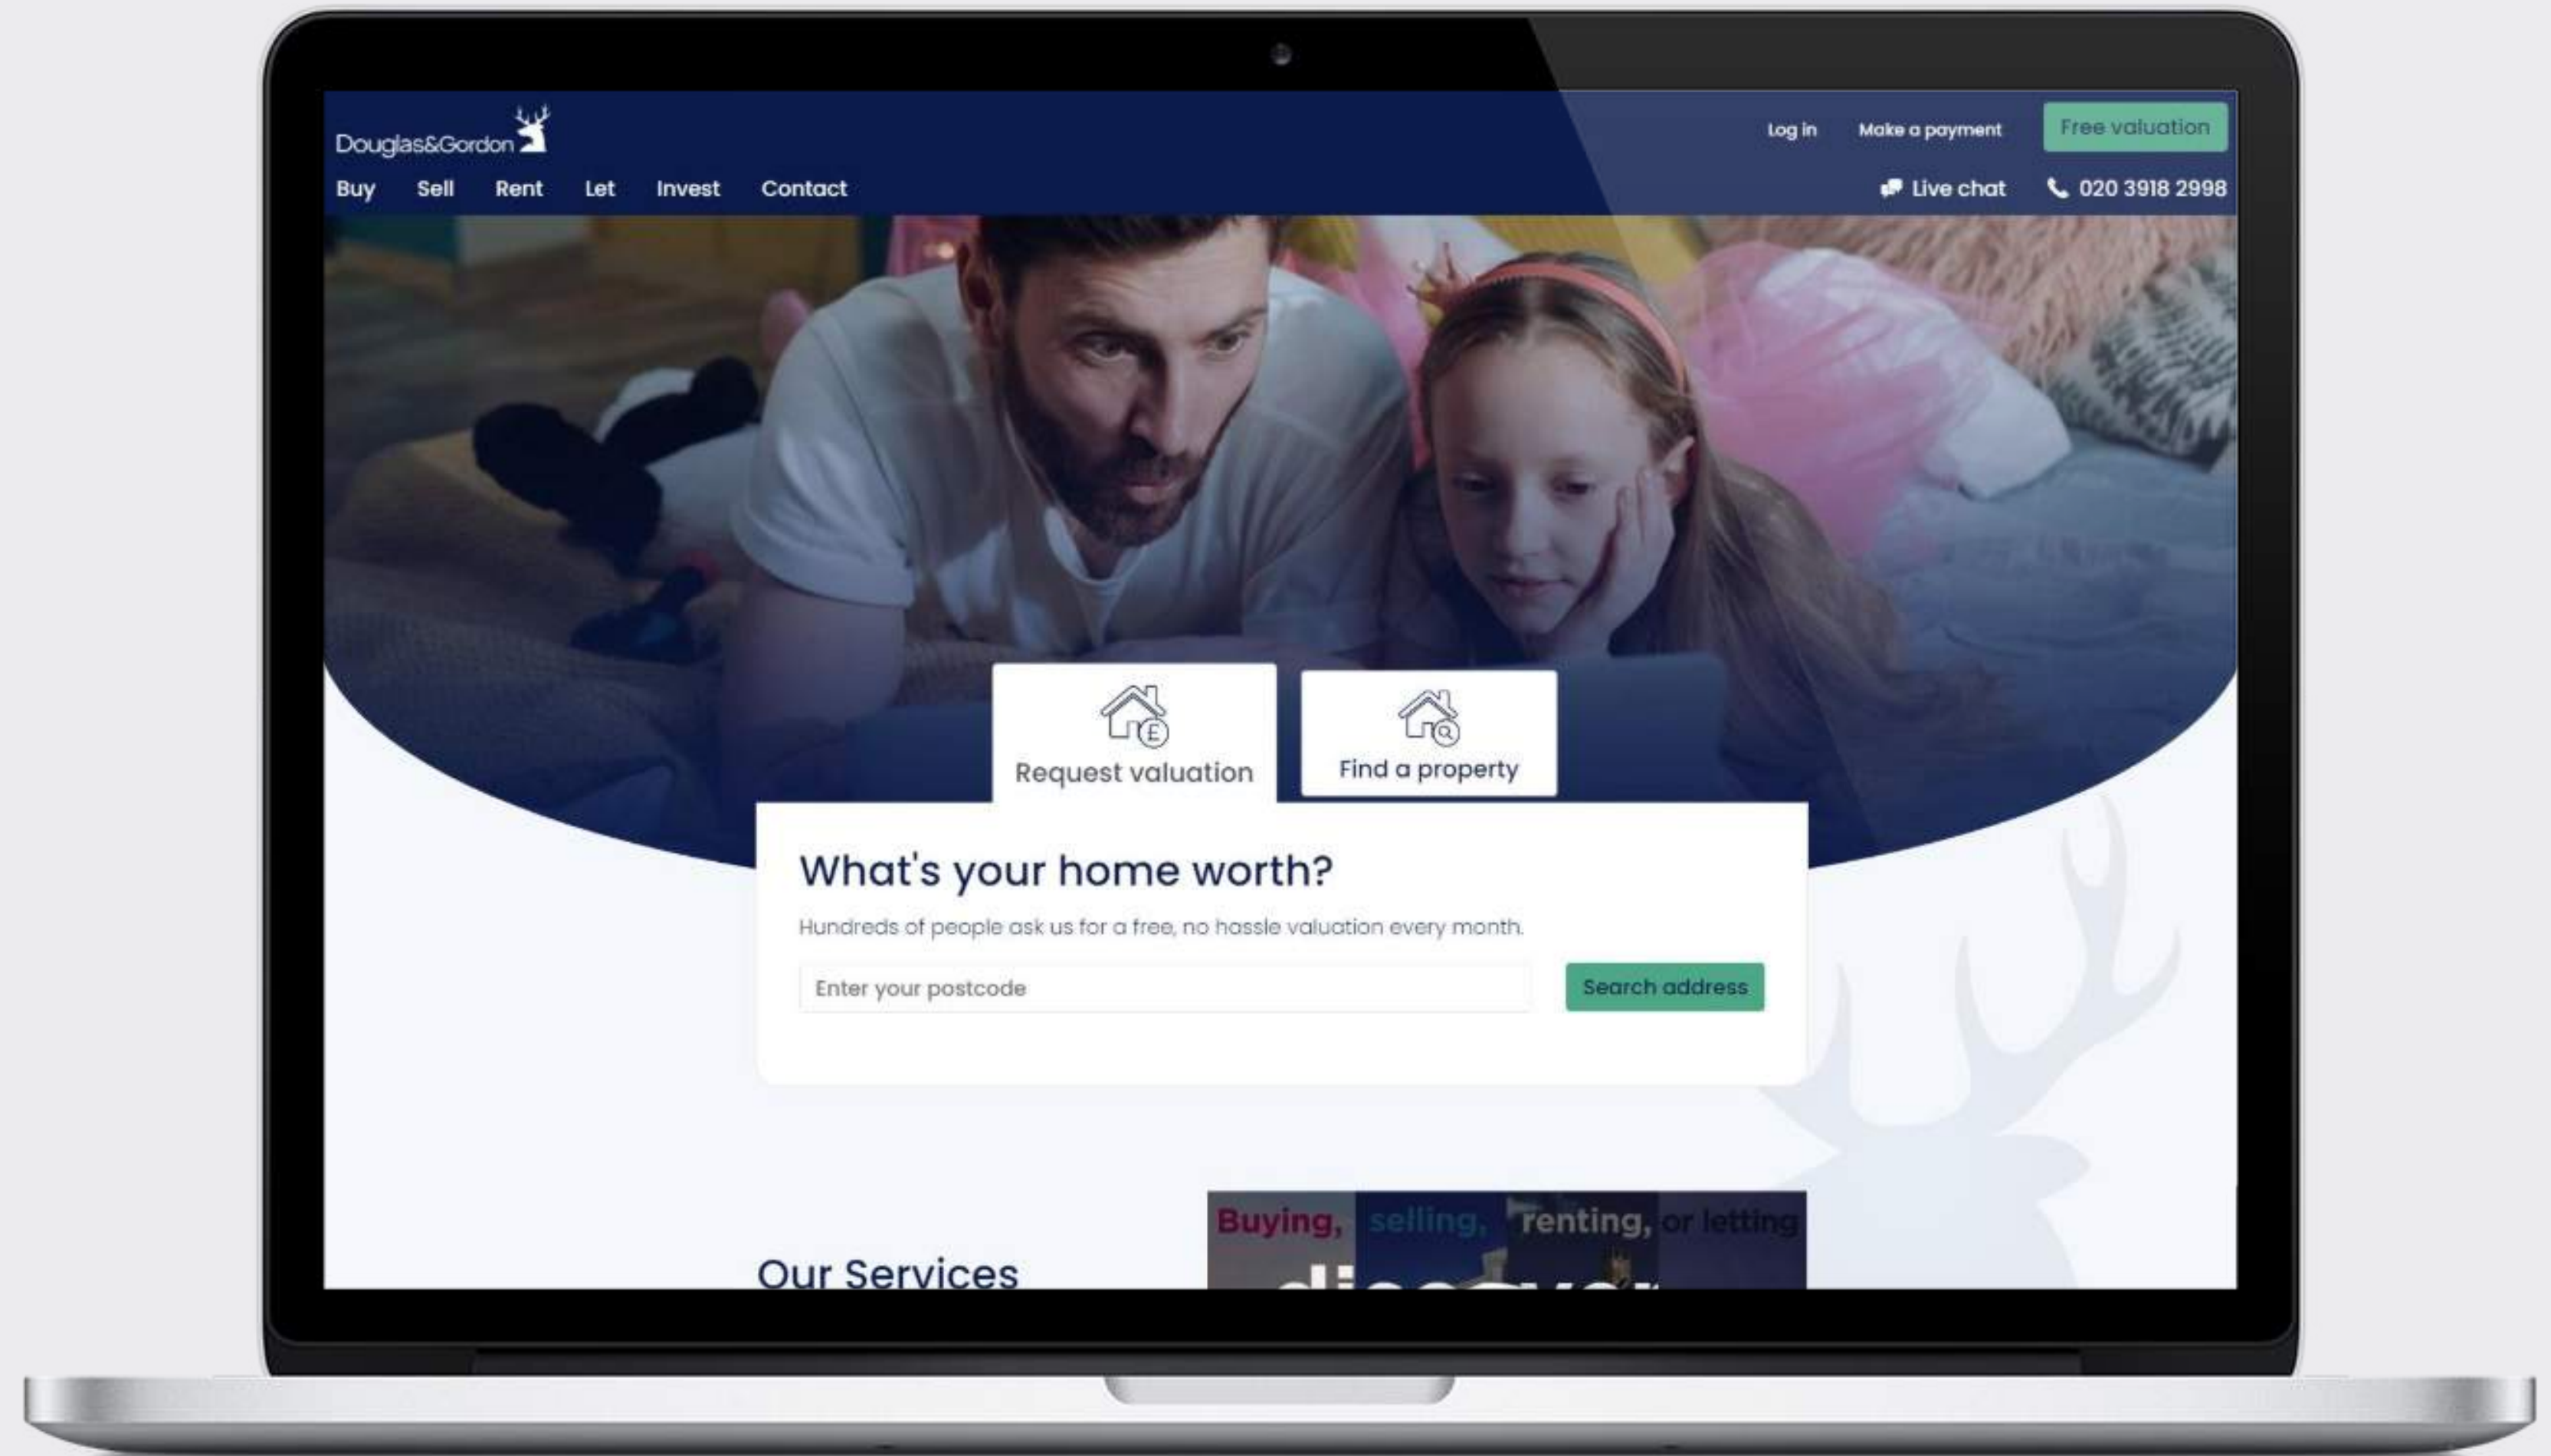 Douglas&Gordon
Log in Make a payment Free valuation
Buy Sell Rent Let Invest Contact
Live chat 020 3918 2998
£
Request valuation
Find a property
What's your home worth?
Hundreds of people ask us for a free, no hassle valuation every month.
Enter your postcode
Search address
Buying, selling, renting, or letting
Our Services
discover